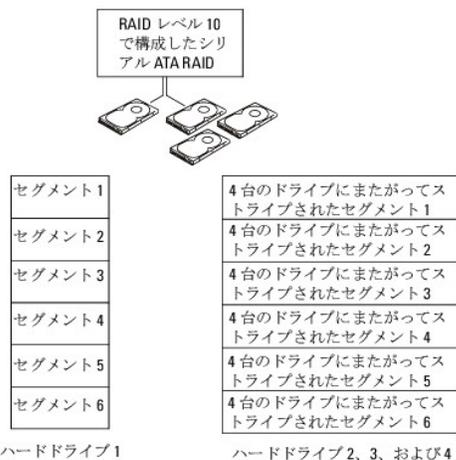 RAID レベル 10
で構成したシリ
アル ATA RAID
セグメント 1
セグメント 2
セグメント 3
セグメント 4
セグメント 5
セグメント 6
ハードドライブ 1
4 台のドライブにまたがってス
トライプされたセグメント 1
4 台のドライブにまたがってス
トライプされたセグメント 2
4 台のドライブにまたがってス
トライプされたセグメント 3
4 台のドライブにまたがってス
トライプされたセグメント 4
4 台のドライブにまたがってス
トライプされたセグメント 5
4 台のドライブにまたがってス
トライプされたセグメント 6
ハードドライブ 2、3、および 4